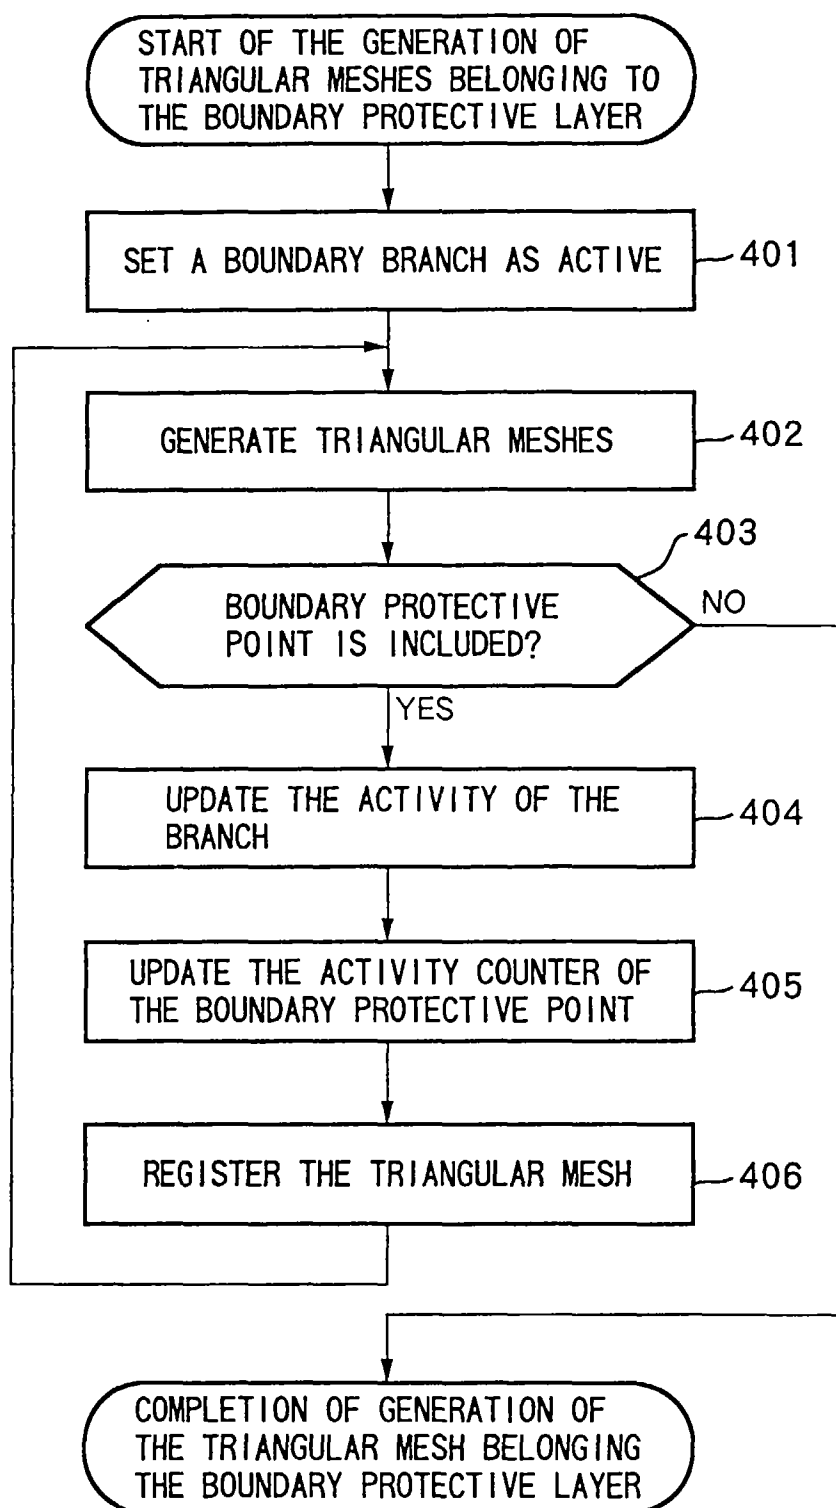 START OF THE GENERATION OF
TRIANGULAR MESHES BELONGING TO
THE BOUNDARY PROTECTIVE LAYER
SET A BOUNDARY BRANCH AS ACTIVE
401
GENERATE TRIANGULAR MESHES
402
403
BOUNDARY PROTECTIVE
POINT IS INCLUDED?
NO
YES
UPDATE THE ACTIVITY OF THE
BRANCH
404
UPDATE THE ACTIVITY COUNTER OF
THE BOUNDARY PROTECTIVE POINT
405
REGISTER THE TRIANGULAR MESH
406
COMPLETION OF GENERATION OF
THE TRIANGULAR MESH BELONGING
THE BOUNDARY PROTECTIVE LAYER